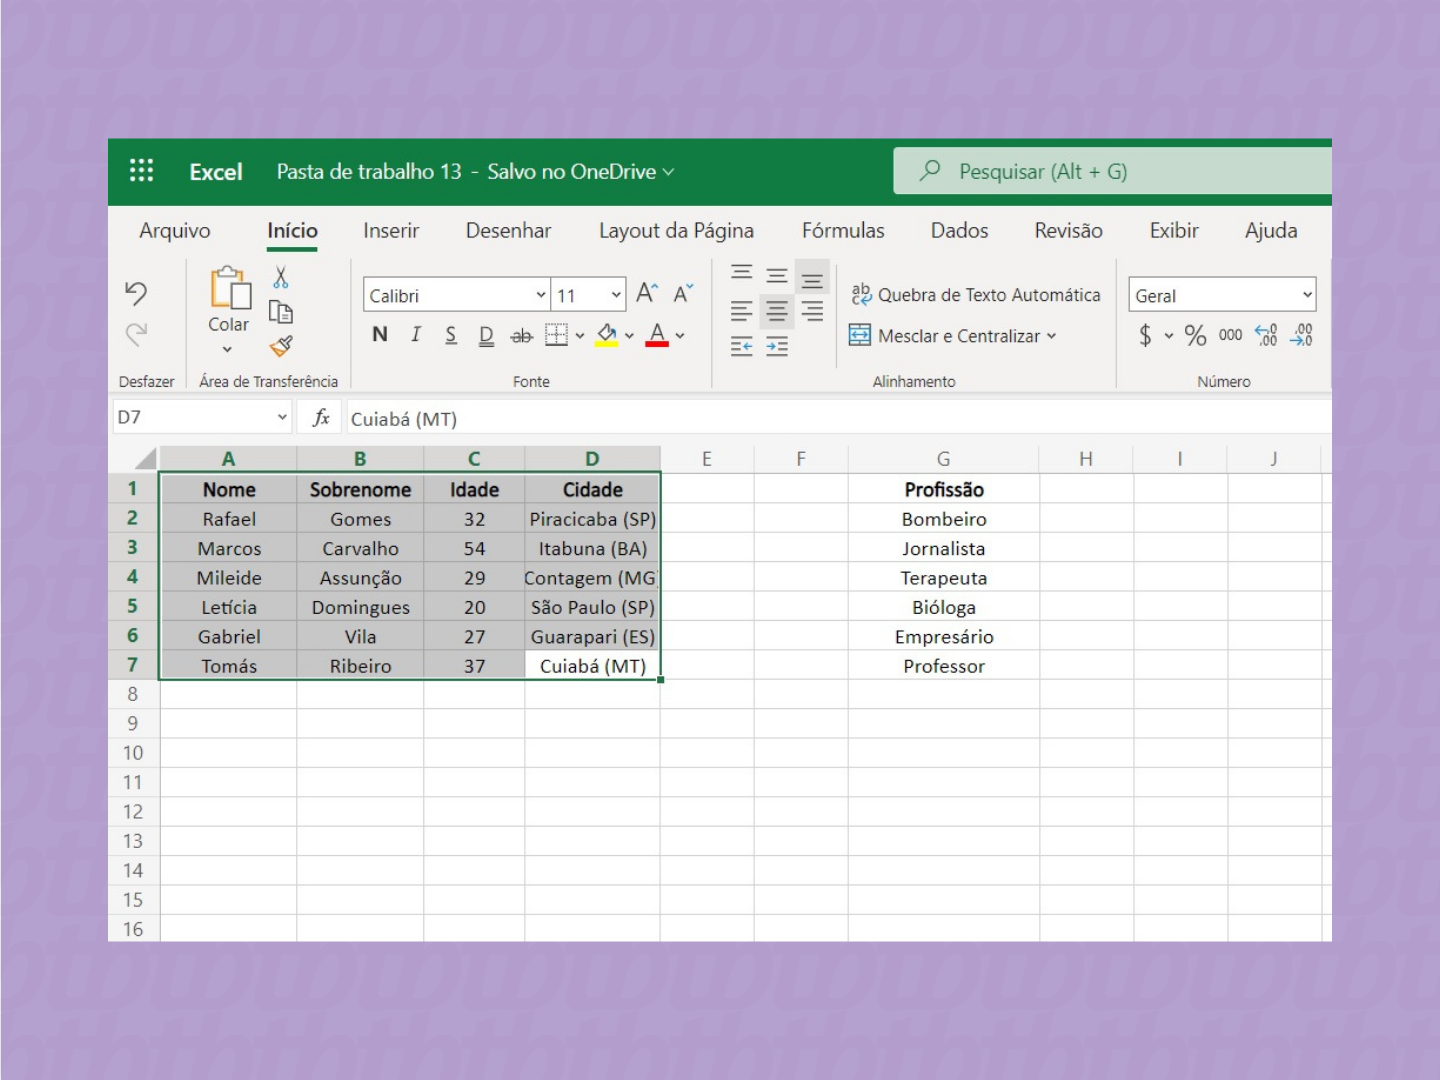 Excel Pasta de trabalho 13 - Salvo no OneDrive Pesquisar (Alt + G)
Arquivo Início Inserir Desenhar Layout da Página Fórmulas Dados Revisão Exibir Ajuda
Calibri 11 A A ab c Quebra de Texto Automática Geral
Colar N I S D ab A Mesclar e Centralizar $ % 000 ,0 ,00 ,00 ,0
Desfazer Área de Transferência Fonte Alinhamento Número
D7 fx Cuiabá (MT)
A B C D E F G H I J
1 Nome Sobrenome Idade Cidade Profissão
2 Rafael Gomes 32 Piracicaba (SP) Bombeiro
3 Marcos Carvalho 54 Itabuna (BA) Jornalista
4 Mileide Assunção 29 Contagem (MG) Terapeuta
5 Letícia Domingues 20 São Paulo (SP) Bióloga
6 Gabriel Vila 27 Guarapari (ES) Empresário
7 Tomás Ribeiro 37 Cuiabá (MT) Professor
8
9
10
11
12
13
14
15
16